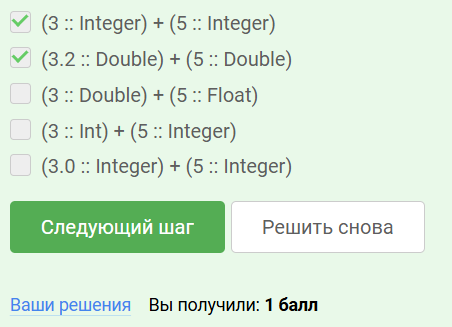 (3 :: Integer) + (5 :: Integer)
(3.2 :: Double) + (5 :: Double)
(3 :: Double) + (5 :: Float)
(3 :: Int) + (5 :: Integer)
(3.0 :: Integer) + (5 :: Integer)
Следующий шаг Решить снова
Ваши решения Вы получили: 1 балл